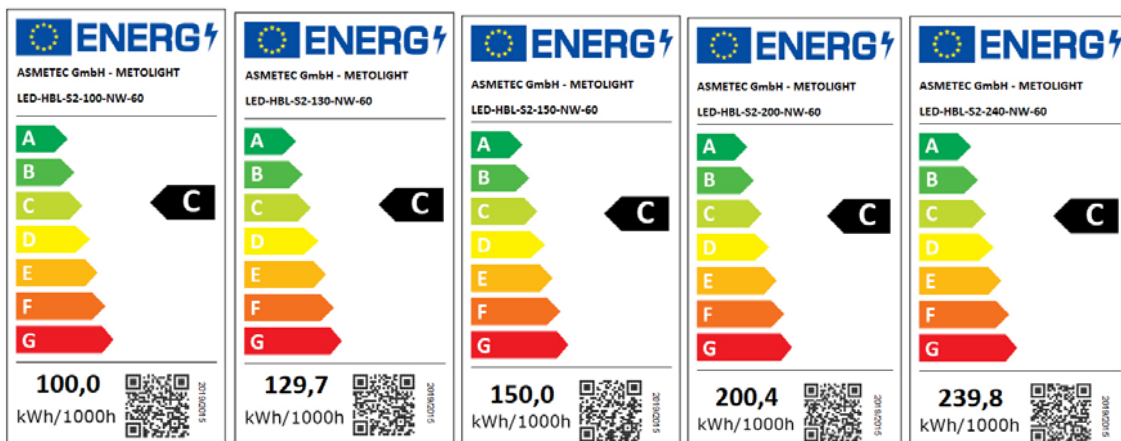 ENERG
ASMETEC GmbH - METOLIGHT
LED-HBL-S2-100-NW-60
A
B
C
D
E
F
G
C
100,0
kWh/1000h
2019/2015
ENERG
ASMETEC GmbH - METOLIGHT
LED-HBL-S2-130-NW-60
A
B
C
D
E
F
G
C
129,7
kWh/1000h
2019/2015
ENERG
ASMETEC GmbH - METOLIGHT
LED-HBL-S2-150-NW-60
A
B
C
D
E
F
G
C
150,0
kWh/1000h
2019/2015
ENERG
ASMETEC GmbH - METOLIGHT
LED-HBL-S2-200-NW-60
A
B
C
D
E
F
G
C
200,4
kWh/1000h
2019/2015
ENERG
ASMETEC GmbH - METOLIGHT
LED-HBL-S2-240-NW-60
A
B
C
D
E
F
G
C
239,8
kWh/1000h
2019/2015